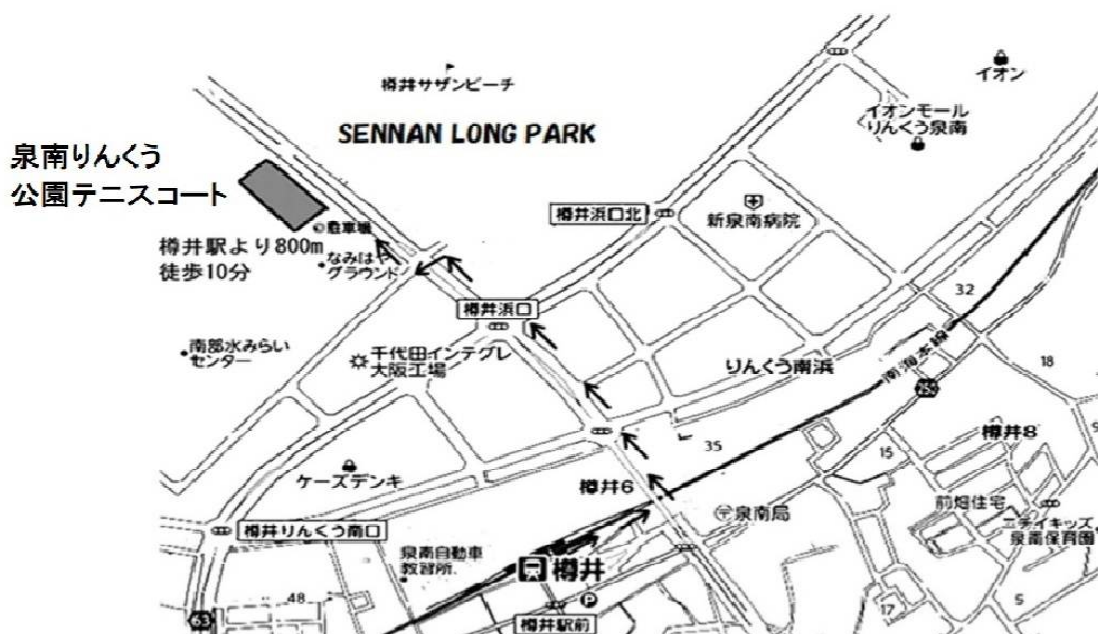 樽井サザンビーチ
イオン
SENNAN LONG PARK
イオンモール
りんくう泉南
泉南りんくう
公園テニスコート
樽井浜口北
新泉南病院
駐車場
樽井駅より800m
徒歩10分
なみはや
グラウンド
樽井浜口
32
南部水みらい
センター
千代田インテグレ
大阪工場
りんくう南浜
南海本線
18
250
35
樽井8
15
ケーズデンキ
樽井6
前畑住宅
泉南局
ニチイキッズ
泉南保育園
樽井りんくう南口
泉南自動車
教習所
樽井
P
48
63
樽井駅前
17
5